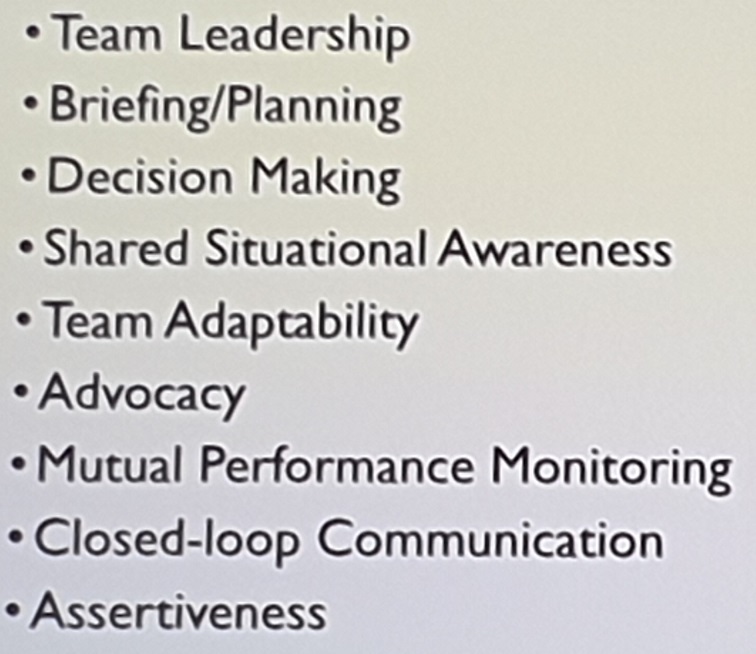 • Team Leadership
• Briefing/Planning
• Decision Making
• Shared Situational Awareness
• Team Adaptability
• Advocacy
• Mutual Performance Monitoring
• Closed-loop Communication
• Assertiveness